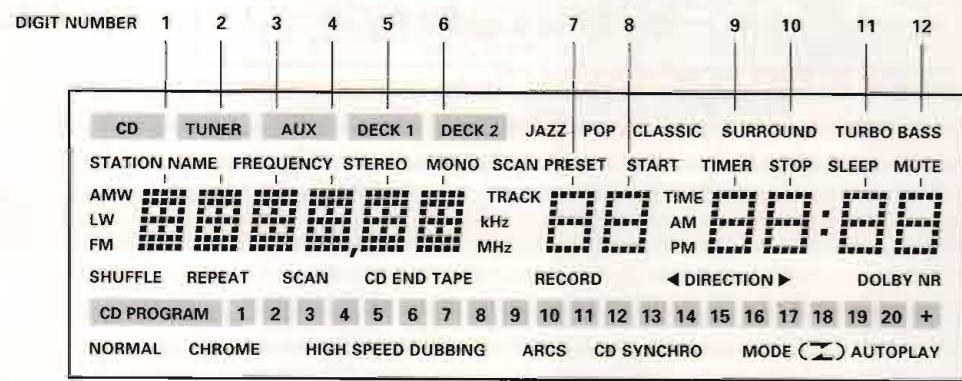 DIGIT NUMBER 1 2 3 4 5 6 7 8 9 10 11 12
CD TUNER AUX DECK 1 DECK 2 JAZZ POP CLASSIC SURROUND TURBO BASS
STATION NAME FREQUENCY STEREO MONO SCAN PRESET START TIMER STOP SLEEP MUTE
AMW TRACK TIME
LW kHz AM
FM MHz PM
SHUFFLE REPEAT SCAN CD END TAPE RECORD ◀ DIRECTION ▶ DOLBY NR
CD PROGRAM 1 2 3 4 5 6 7 8 9 10 11 12 13 14 15 16 17 18 19 20 +
NORMAL CHROME HIGH SPEED DUBBING ARCS CD SYNCHRO MODE ( ) AUTOPLAY